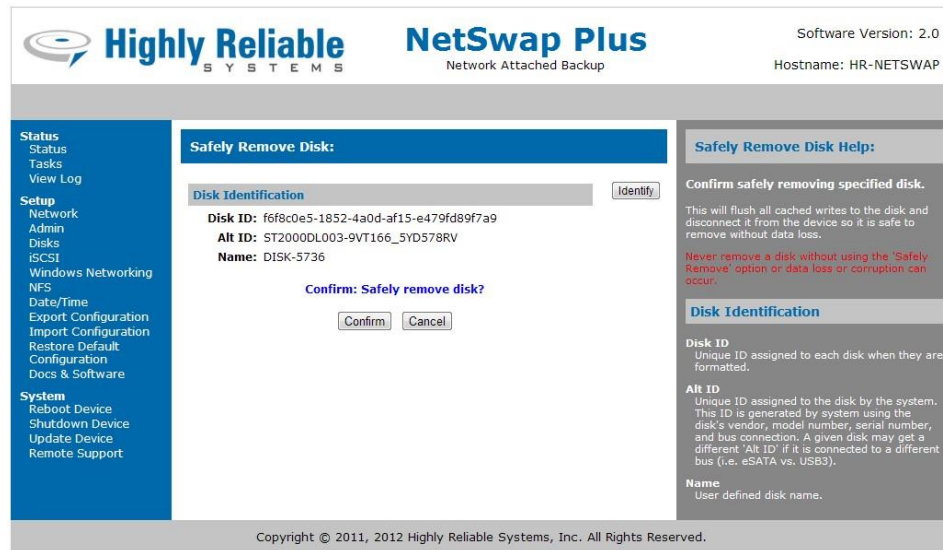 Highly Reliable
SYSTEMS
NetSwap Plus
Network Attached Backup
Software Version: 2.0
Hostname: HR-NETSWAP
Status
Status
Tasks
View Log
Setup
Network
Admin
Disks
iSCSI
Windows Networking
NFS
Date/Time
Export Configuration
Import Configuration
Restore Default
Configuration
Docs & Software
System
Reboot Device
Shutdown Device
Update Device
Remote Support
Safely Remove Disk:
Disk Identification
Identify
Disk ID: f6f8c0e5-1852-4a0d-af15-e479fd89f7a9
Alt ID: ST2000DL003-9VT166_5YD578RV
Name: DISK-5736
Confirm: Safely remove disk?
Confirm
Cancel
Safely Remove Disk Help:
Confirm safely removing specified disk.
This will flush all cached writes to the disk and
disconnect it from the device so it is safe to
remove without data loss.
Never remove a disk without using the 'Safely
Remove' option or data loss or corruption can
occur.
Disk Identification
Disk ID
Unique ID assigned to each disk when they are
formatted.
Alt ID
Unique ID assigned to the disk by the system.
This ID is generated by system using the
disk's vendor, model number, serial number,
and bus connection. A given disk may get a
different 'Alt ID' if it is connected to a different
bus (i.e. eSATA vs. USB3).
Name
User defined disk name.
Copyright © 2011, 2012 Highly Reliable Systems, Inc. All Rights Reserved.